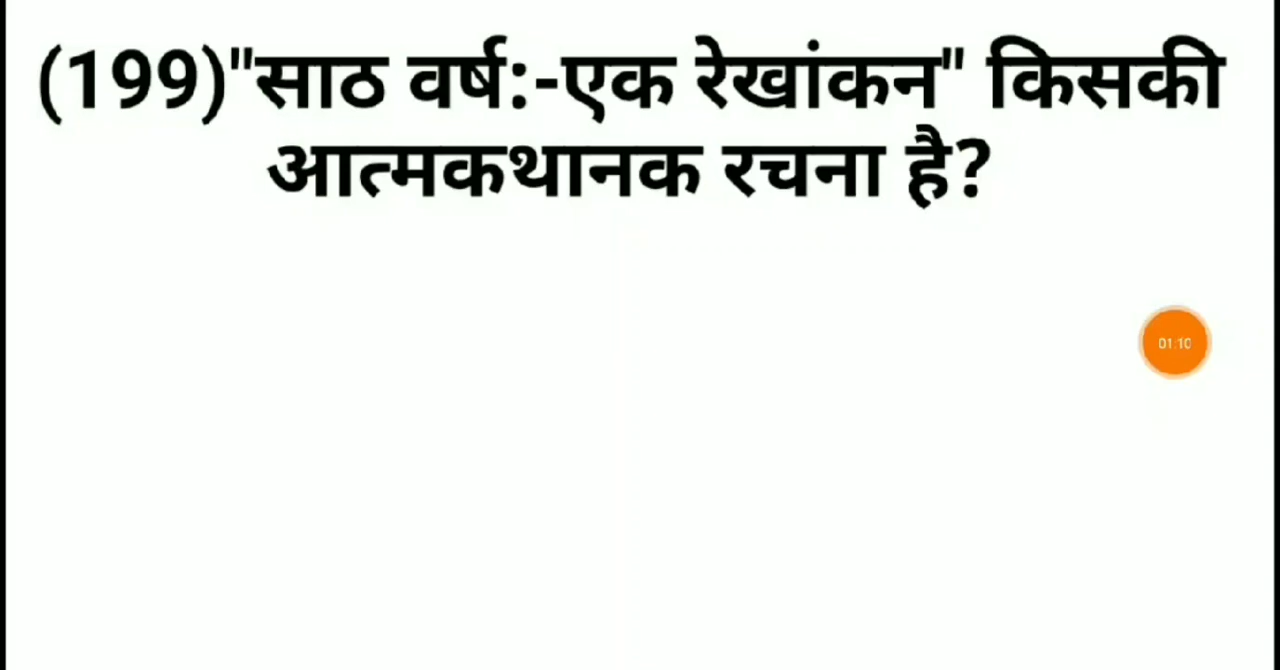 (199)"साठ वर्ष:-एक रेखांकन" किसकी
आत्मकथानक रचना है?
01:10